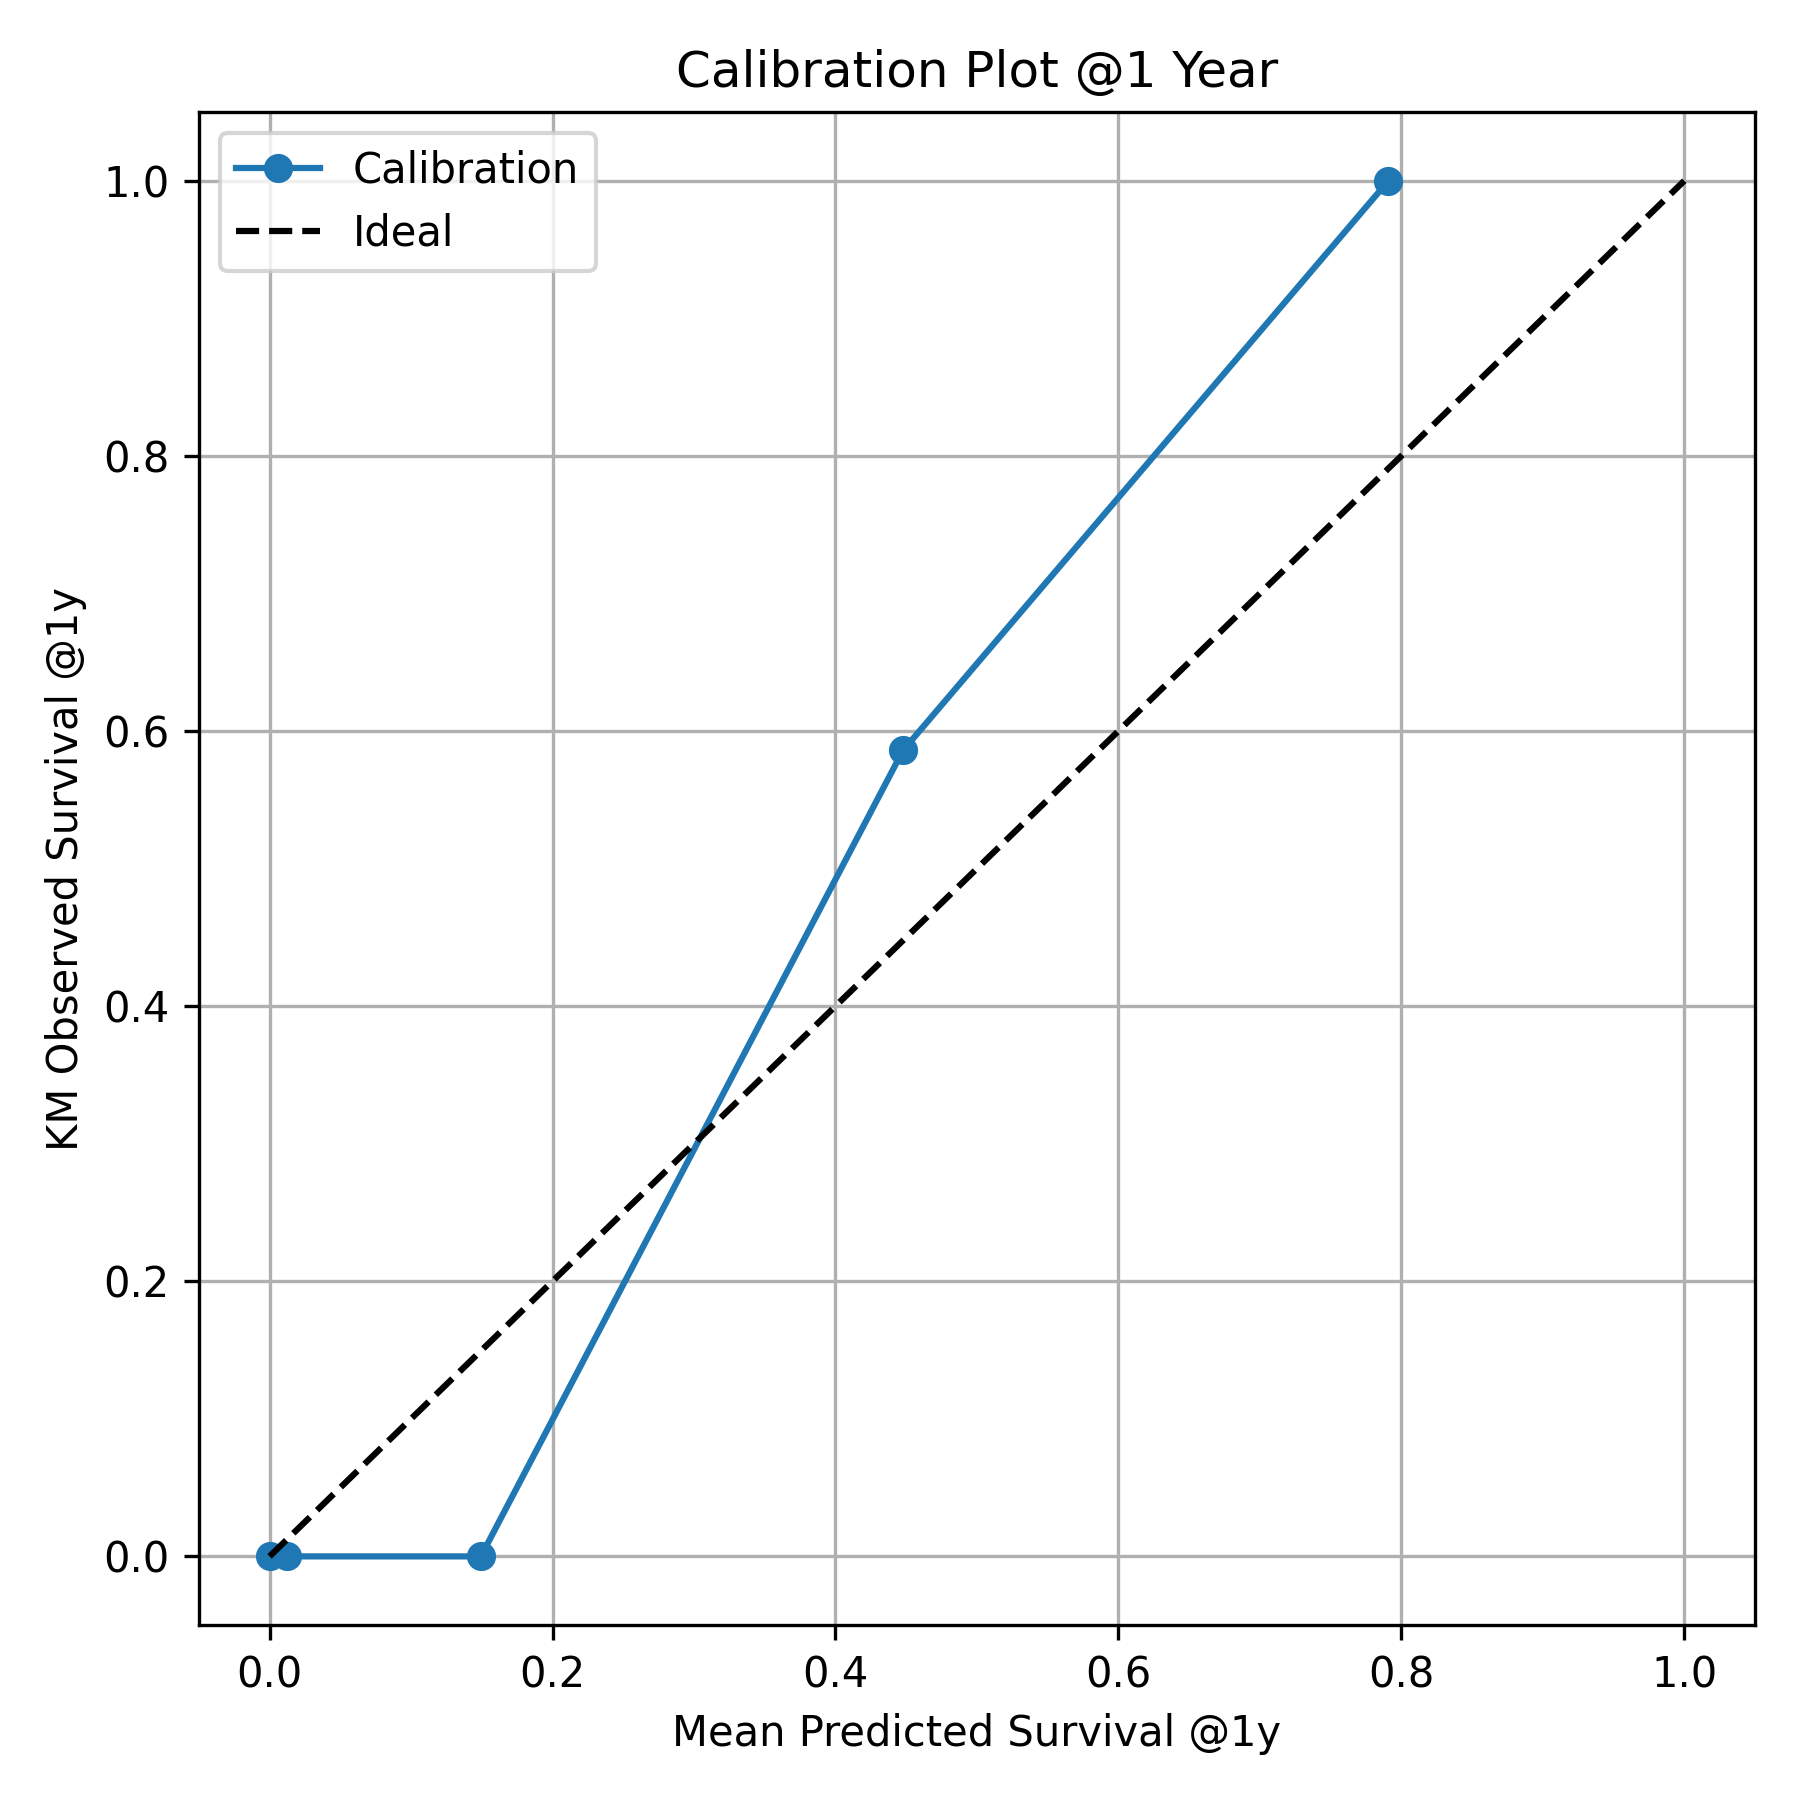 Calibration Plot @1 Year
Calibration
Ideal
1.0
0.8
0.6
0.4
0.2
0.0
KM Observed Survival @1y
0.0 0.2 0.4 0.6 0.8 1.0
Mean Predicted Survival @1y